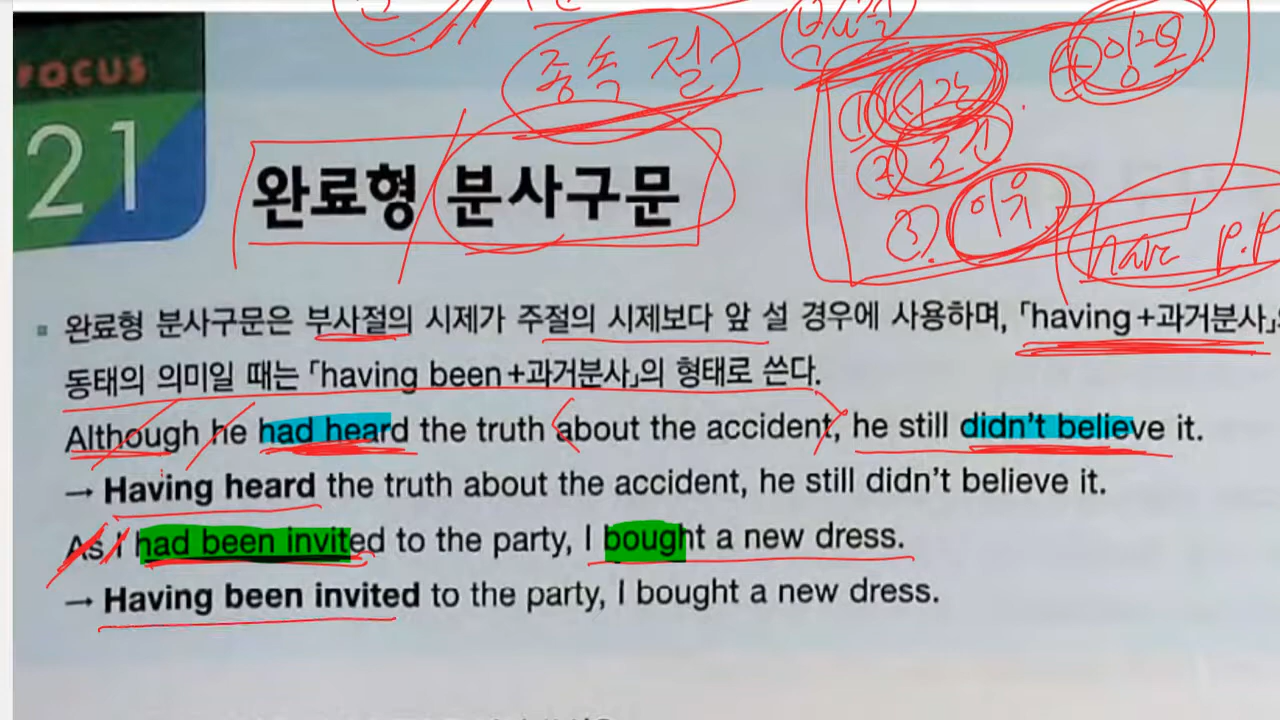 종속 절
① 시간
④ 양보
② 조건
③ 이유
have p.p
FOCUS
21
완료형 분사구문
완료형 분사구문은 부사절의 시제가 주절의 시제보다 앞 설 경우에 사용하며, 「having+과거분사」
동태의 의미일 때는 「having been+과거분사」의 형태로 쓴다.
Although he had heard the truth about the accident, he still didn't believe it.
→ Having heard the truth about the accident, he still didn't believe it.
As I had been invited to the party, I bought a new dress.
→ Having been invited to the party, I bought a new dress.